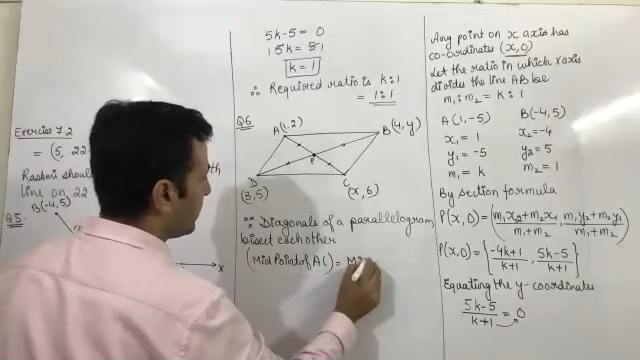 Exercise 7.2
= (5, 22
Rashmi shoul
th
line on 22
Q5.
B(-4,5)
x
5k-5 = 0
5k = 5
k = 1
∴ Required ratio is k:1
= 1:1
Q6
A(1,2)
B(4,y)
P
D
(3,5)
C
(x,6)
∵ Diagonals of a parallelogram
bisect each other
(Mid Point of AC) = Mi
Any point on x axis has
co-ordinates (x,0)
Let the ratio in which x axis
divides the line AB be
m₁:m₂ = k:1
A(1,-5) B(-4,5)
x₁ = 1 x₂=-4
y₁ = -5 y₂ = 5
m₁ = k m₂ = 1
By section formula
P(x,0) = (m₁x₂+m₂x₁/m₁+m₂, m₁y₂+m₂y₁/m₁+m₂)
P(x,0) = {-4k+1/k+1, 5k-5/k+1}
Equating the y-coordinates
5k-5/k+1 = 0